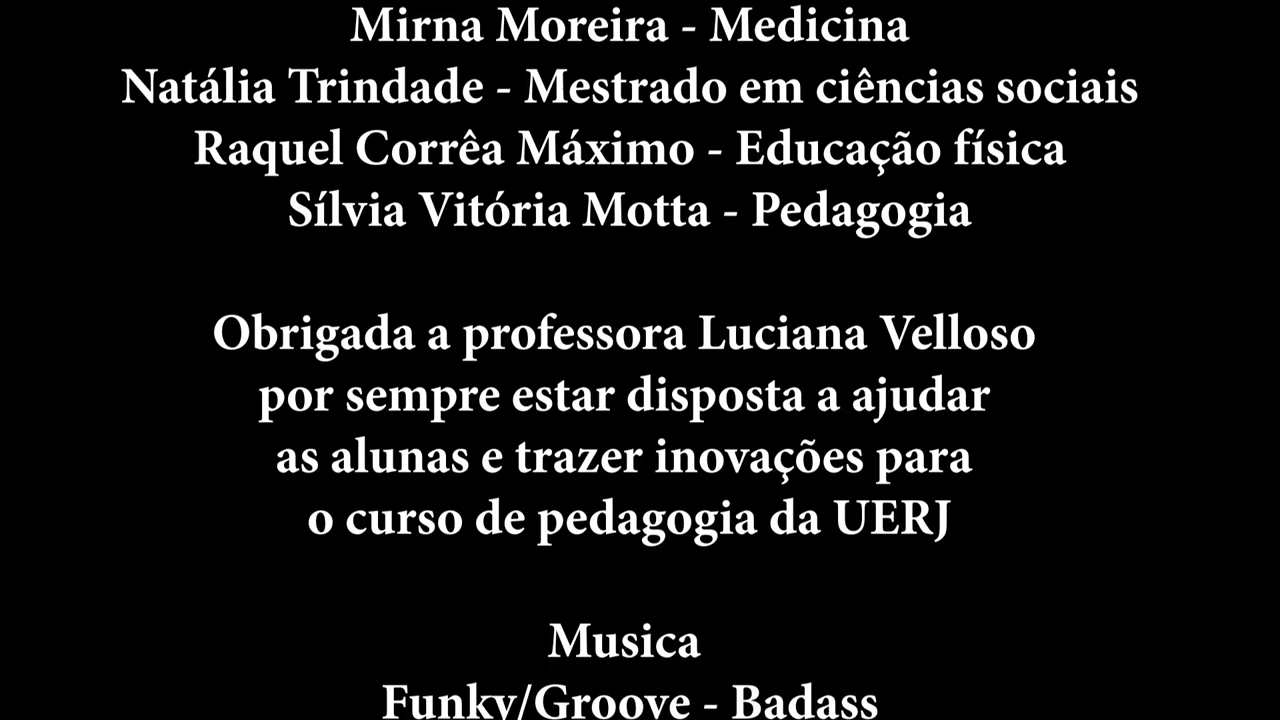 Mirna Moreira - Medicina
Natália Trindade - Mestrado em ciências sociais
Raquel Corrêa Máximo - Educação física
Sílvia Vitória Motta - Pedagogia
Obrigada a professora Luciana Velloso
por sempre estar disposta a ajudar
as alunas e trazer inovações para
o curso de pedagogia da UERJ
Musica
Funky/Groove - Badass